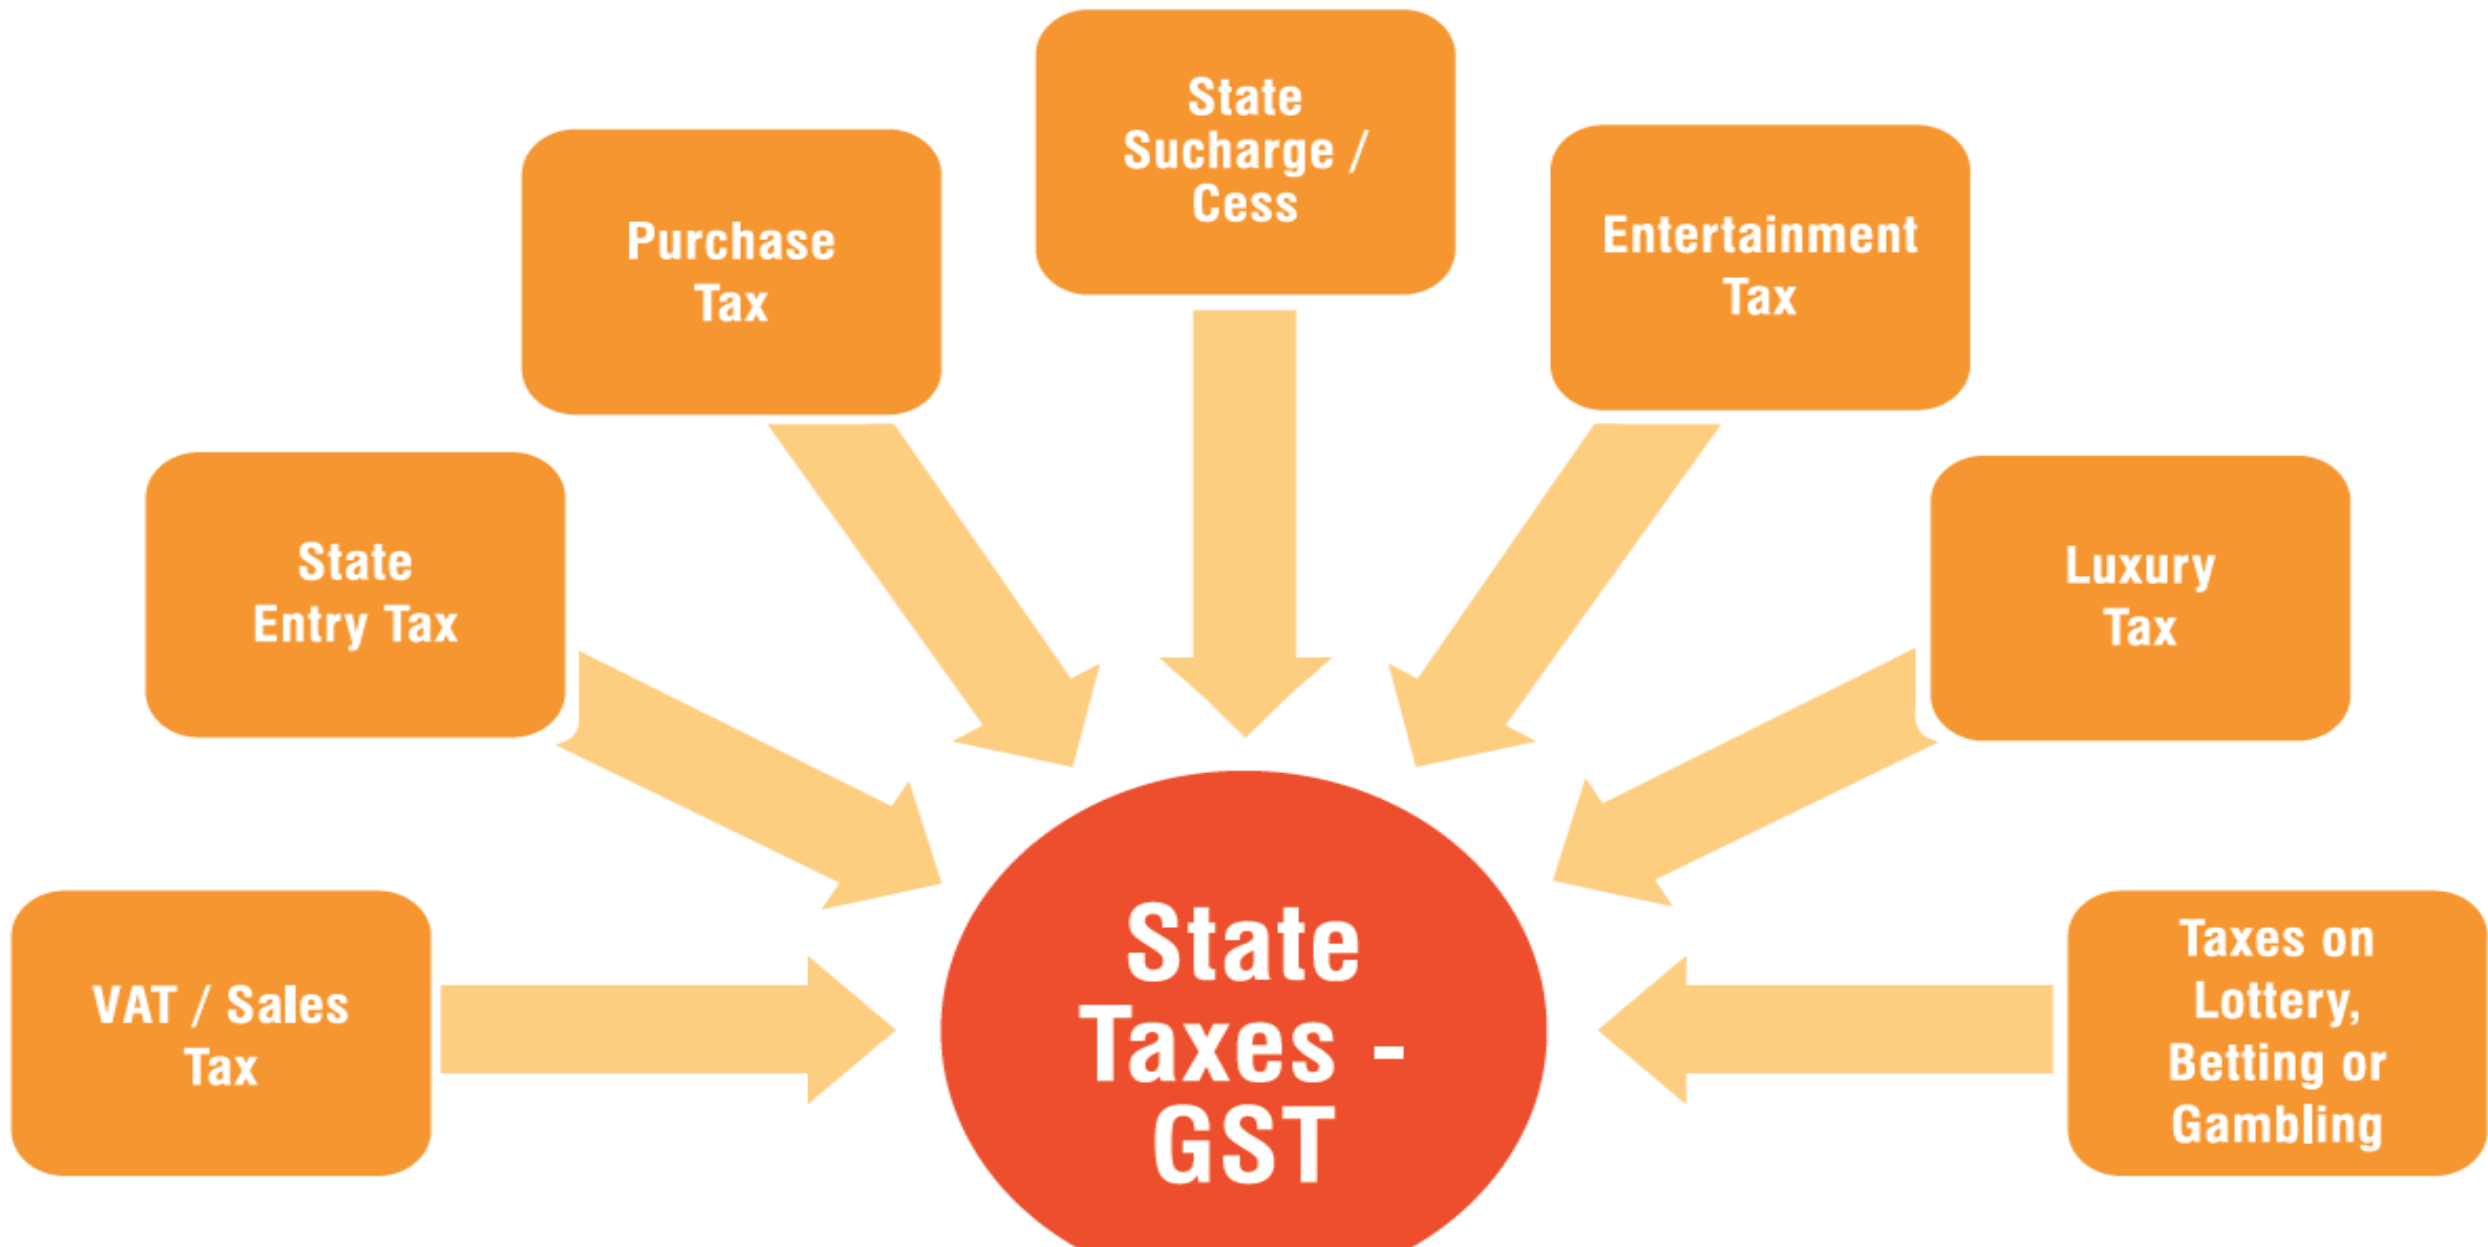 State
Sucharge /
Cess
Purchase
Tax
Entertainment
Tax
State
Entry Tax
Luxury
Tax
VAT / Sales
Tax
State
Taxes -
GST
Taxes on
Lottery,
Betting or
Gambling